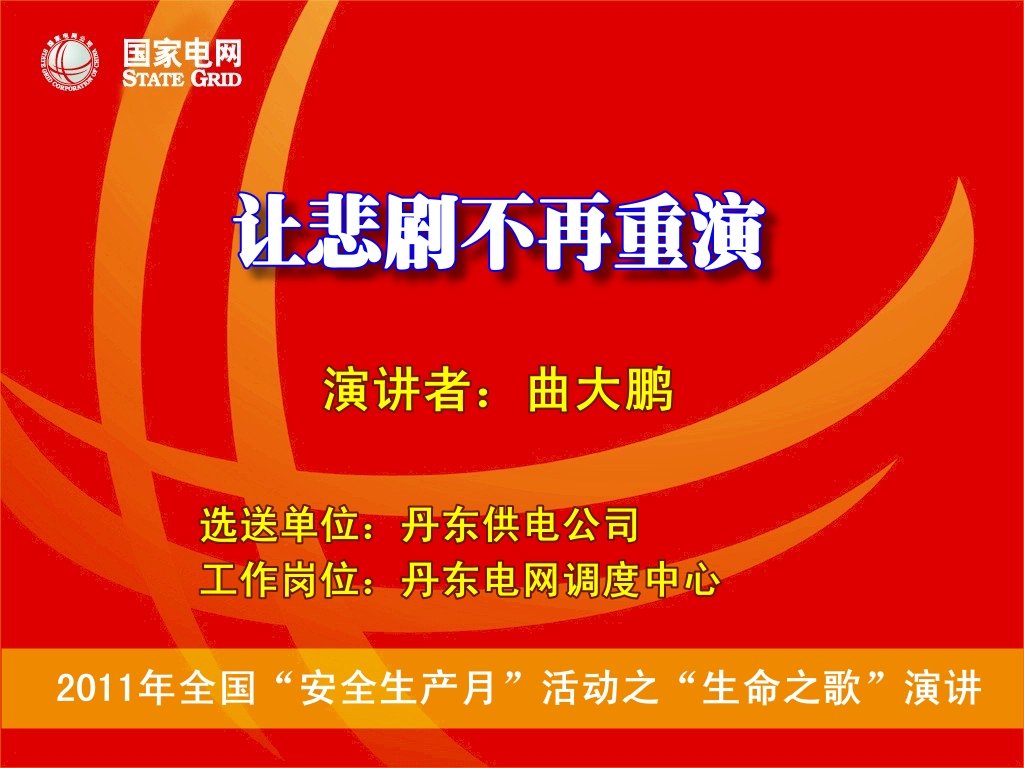 国家电网公司
STATE GRID CORPORATION OF CHINA
国家电网
STATE GRID
让悲剧不再重演
演讲者：曲大鹏
选送单位：丹东供电公司
工作岗位：丹东电网调度中心
2011年全国“安全生产月”活动之“生命之歌”演讲